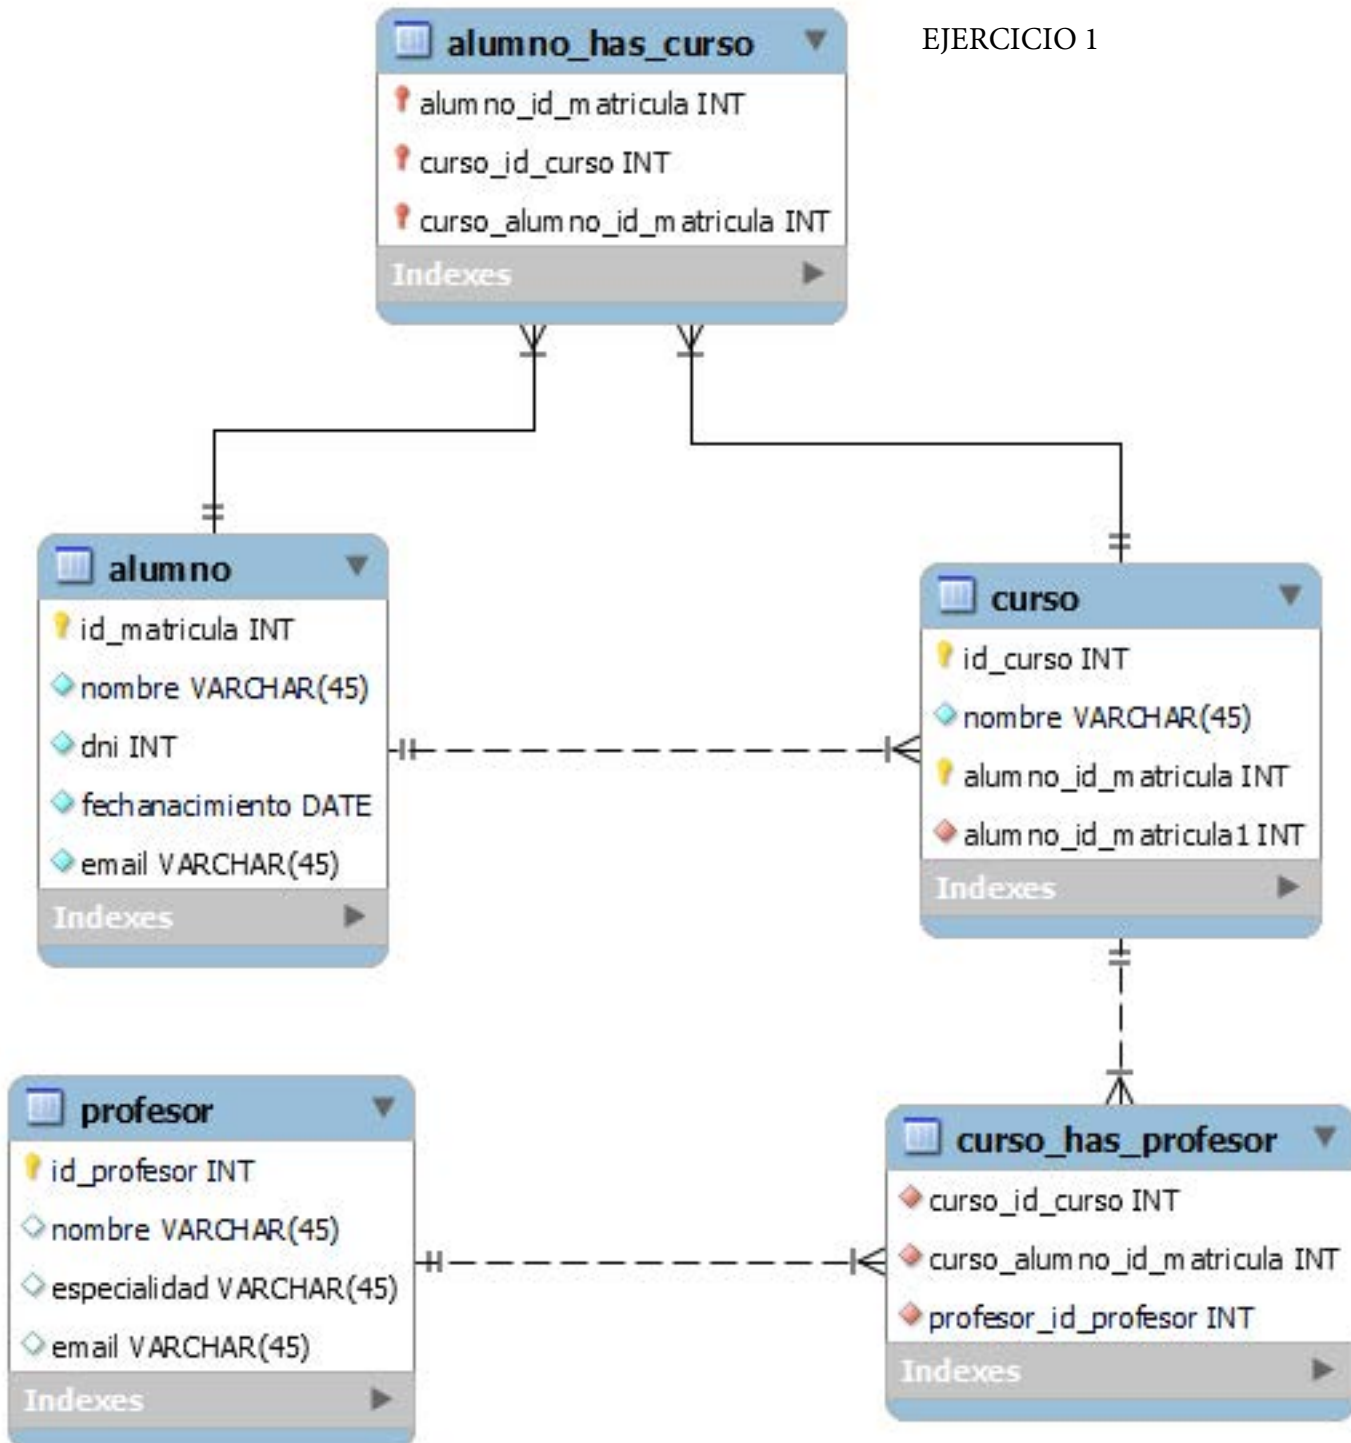 EJERCICIO 1
alumno_has_curso
alumno_id_matricula INT
curso_id_curso INT
curso_alumno_id_matricula INT
Indexes
alumno
id_matricula INT
nombre VARCHAR(45)
dni INT
fechanacimiento DATE
email VARCHAR(45)
Indexes
curso
id_curso INT
nombre VARCHAR(45)
alumno_id_matricula INT
alumno_id_matricula1 INT
Indexes
profesor
id_profesor INT
nombre VARCHAR(45)
especialidad VARCHAR(45)
email VARCHAR(45)
Indexes
curso_has_profesor
curso_id_curso INT
curso_alumno_id_matricula INT
profesor_id_profesor INT
Indexes